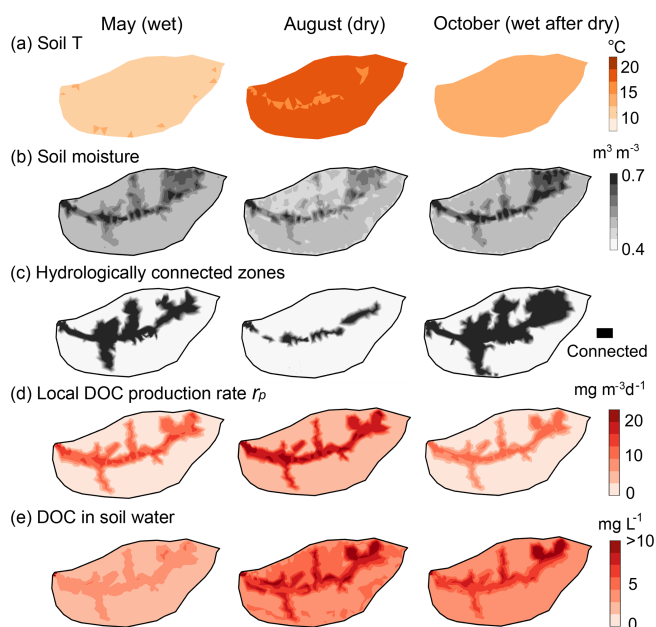 May (wet) August (dry) October (wet after dry)
(a) Soil T
°C
20
15
10
(b) Soil moisture
m³ m⁻³
0.7
0.4
(c) Hydrologically connected zones
Connected
(d) Local DOC production rate rₚ
mg m⁻³d⁻¹
20
10
0
(e) DOC in soil water
mg L⁻¹
>10
5
0